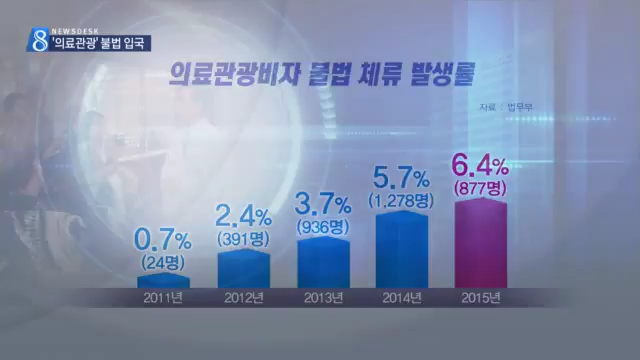 NEWSDESK
8 '의료관광' 불법 입국
의료관광비자 불법 체류 발생률
자료 : 법무부
0.7%
(24명)
2.4%
(391명)
3.7%
(936명)
5.7%
(1,278명)
6.4%
(877명)
2011년
2012년
2013년
2014년
2015년